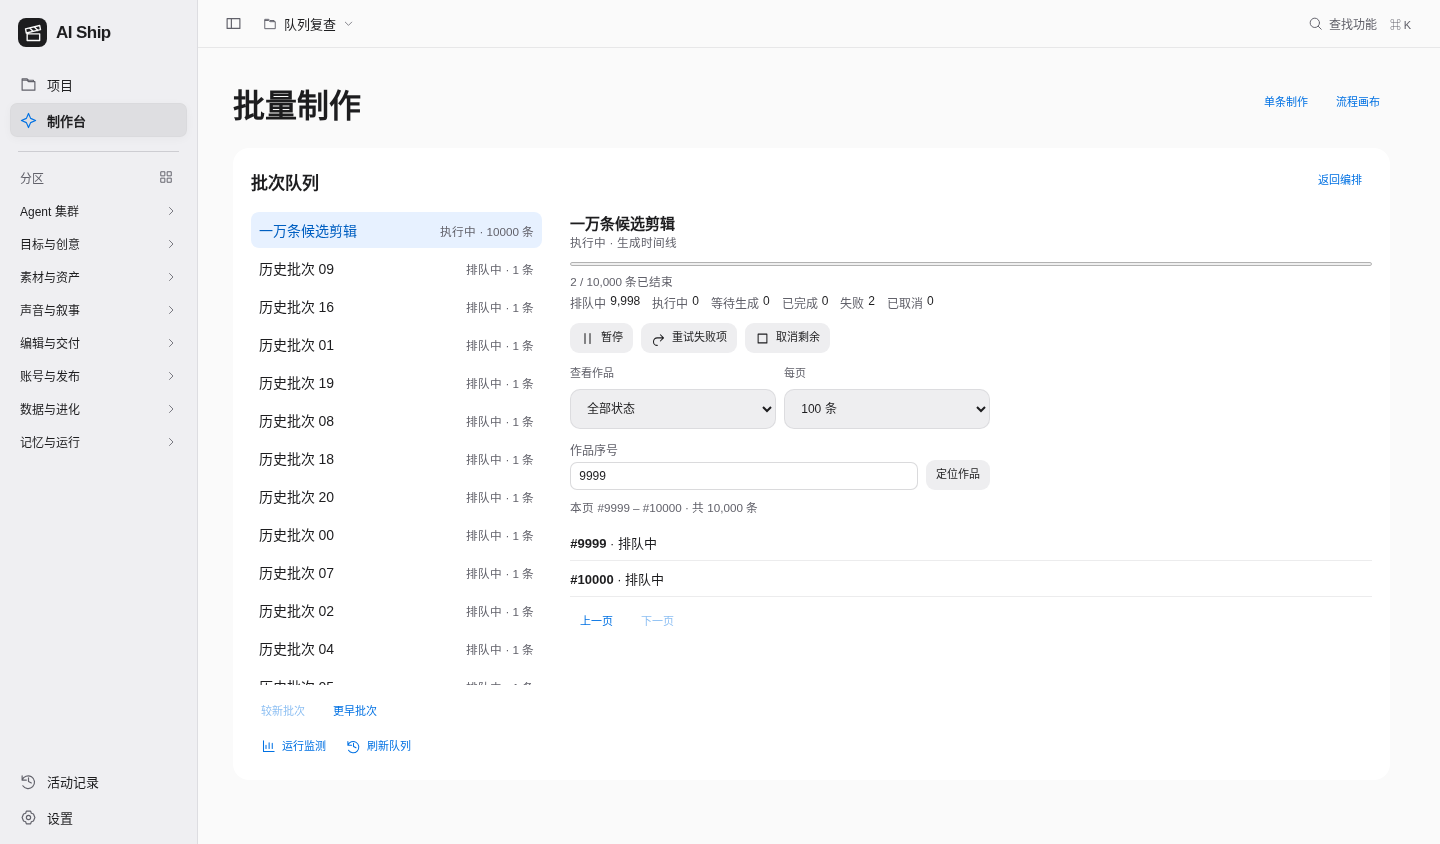 AI Ship
项目
制作台
分区
Agent 集群
目标与创意
素材与资产
声音与叙事
编辑与交付
账号与发布
数据与进化
记忆与运行
活动记录
设置
队列复查
查找功能 ⌘K
批量制作
单条制作 流程画布
批次队列
返回编排
一万条候选剪辑 执行中 · 10000 条
历史批次 09 排队中 · 1 条
历史批次 16 排队中 · 1 条
历史批次 01 排队中 · 1 条
历史批次 19 排队中 · 1 条
历史批次 08 排队中 · 1 条
历史批次 18 排队中 · 1 条
历史批次 20 排队中 · 1 条
历史批次 00 排队中 · 1 条
历史批次 07 排队中 · 1 条
历史批次 02 排队中 · 1 条
历史批次 04 排队中 · 1 条
历史批次 05 排队中 · 1 条
较新批次 更早批次
运行监测 刷新队列
一万条候选剪辑
执行中 · 生成时间线
2 / 10,000 条已结束
排队中 9,998 执行中 0 等待生成 0 已完成 0 失败 2 已取消 0
暂停 重试失败项 取消剩余
查看作品 每页
全部状态 100 条
作品序号
9999 定位作品
本页 #9999 – #10000 · 共 10,000 条
#9999 · 排队中
#10000 · 排队中
上一页 下一页